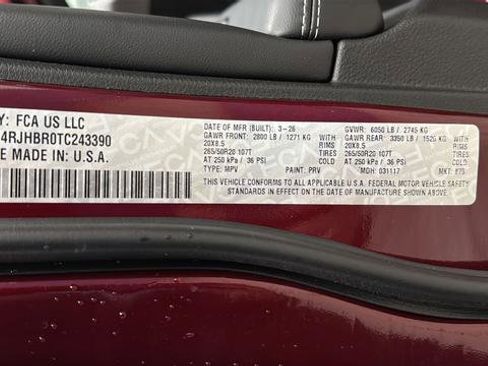 Y: FCA US LLC
4RJHBR0TC243390
E MADE IN: U.S.A.
DATE OF MFR (BUILT): 3-26
GAWR FRONT: 2800 LB / 1271 KG
20X8.5 RIMS
265/50R20 107T TIRES
AT 250 kPa / 36 PSI COLD
TYPE: MPV PAINT: PRV
GVWR: 6050 LB / 2745 KG
GAWR REAR: 3350 LB / 1520 KG
20X8.5 RIMS
265/50R20 107T TIRES
AT 250 kPa / 36 PSI COLD
MDH: 031117 MKT:
THIS VEHICLE CONFORMS TO ALL APPLICABLE U.S.A. FEDERAL MOTOR VEHICLE SAFETY
STANDARDS IN EFFECT ON THE DATE OF MANUFACTURE SHOWN ABOVE.